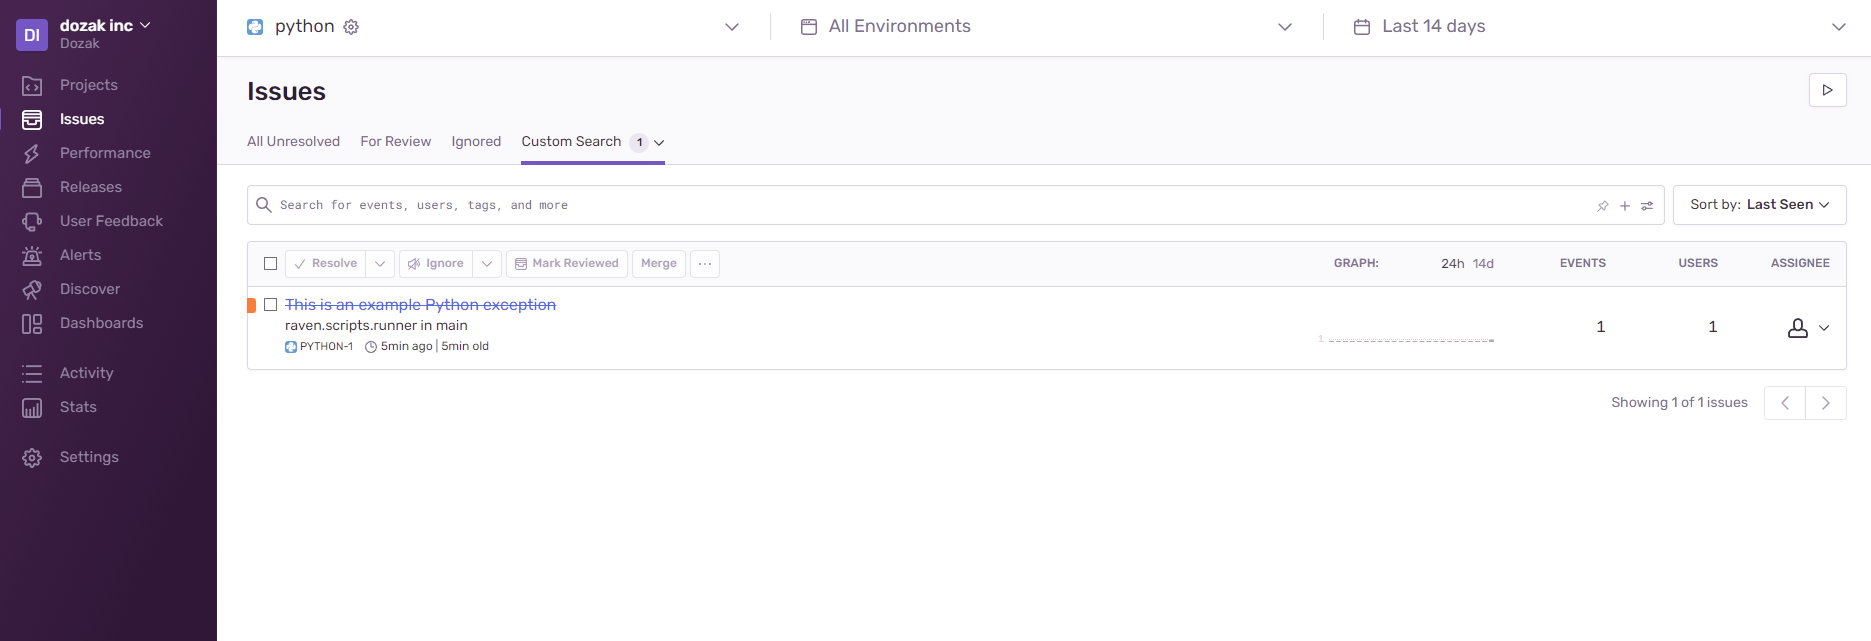 DI
dozak inc
Dozak
Projects
Issues
Performance
Releases
User Feedback
Alerts
Discover
Dashboards
Activity
Stats
Settings
python
All Environments
Last 14 days
Issues
All Unresolved For Review Ignored Custom Search 1
Search for events, users, tags, and more
Sort by: Last Seen
Resolve Ignore Mark Reviewed Merge ... GRAPH: 24h 14d EVENTS USERS ASSIGNEE
This is an example Python exception
raven.scripts.runner in main
PYTHON-1 5min ago | 5min old
1
1
1
Showing 1 of 1 issues